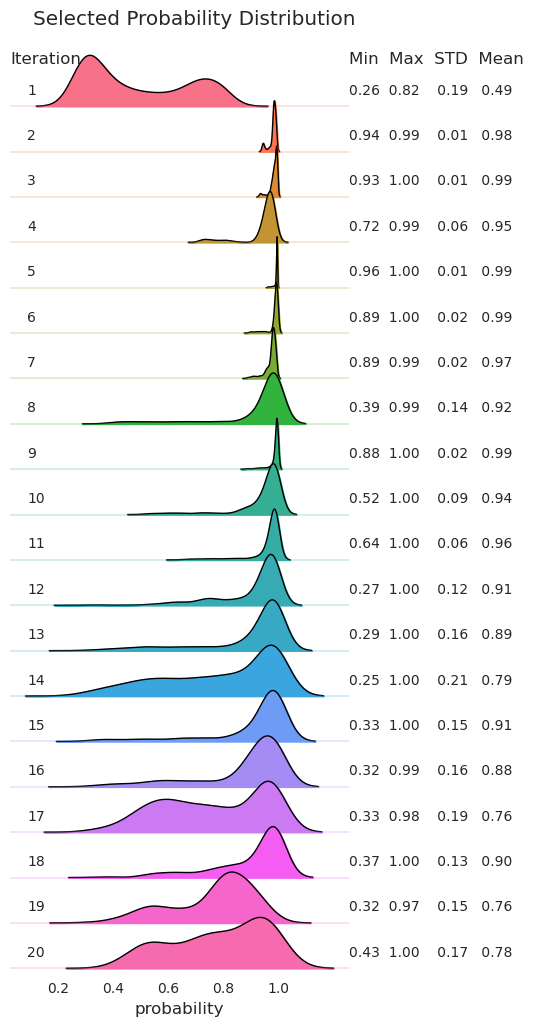 Selected Probability Distribution
Iteration Min Max STD Mean
1 0.26 0.82 0.19 0.49
2 0.94 0.99 0.01 0.98
3 0.93 1.00 0.01 0.99
4 0.72 0.99 0.06 0.95
5 0.96 1.00 0.01 0.99
6 0.89 1.00 0.02 0.99
7 0.89 0.99 0.02 0.97
8 0.39 0.99 0.14 0.92
9 0.88 1.00 0.02 0.99
10 0.52 1.00 0.09 0.94
11 0.64 1.00 0.06 0.96
12 0.27 1.00 0.12 0.91
13 0.29 1.00 0.16 0.89
14 0.25 1.00 0.21 0.79
15 0.33 1.00 0.15 0.91
16 0.32 0.99 0.16 0.88
17 0.33 0.98 0.19 0.76
18 0.37 1.00 0.13 0.90
19 0.32 0.97 0.15 0.76
20 0.43 1.00 0.17 0.78
0.2 0.4 0.6 0.8 1.0
probability